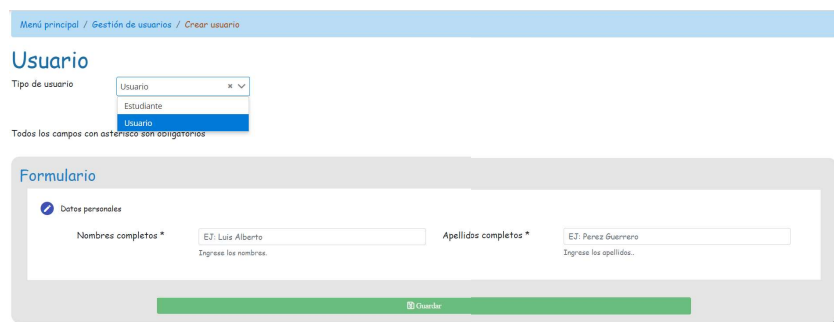 Menú principal / Gestión de usuarios / Crear usuario
Usuario
Tipo de usuario
Usuario × 
Estudiante
Usuario
Todos los campos con asterisco son obligatorios
Formulario
Datos personales
Nombres completos * EJ: Luis Alberto Apellidos completos * EJ: Perez Guerrero
Ingrese los nombres. Ingrese los apellidos..
Guardar